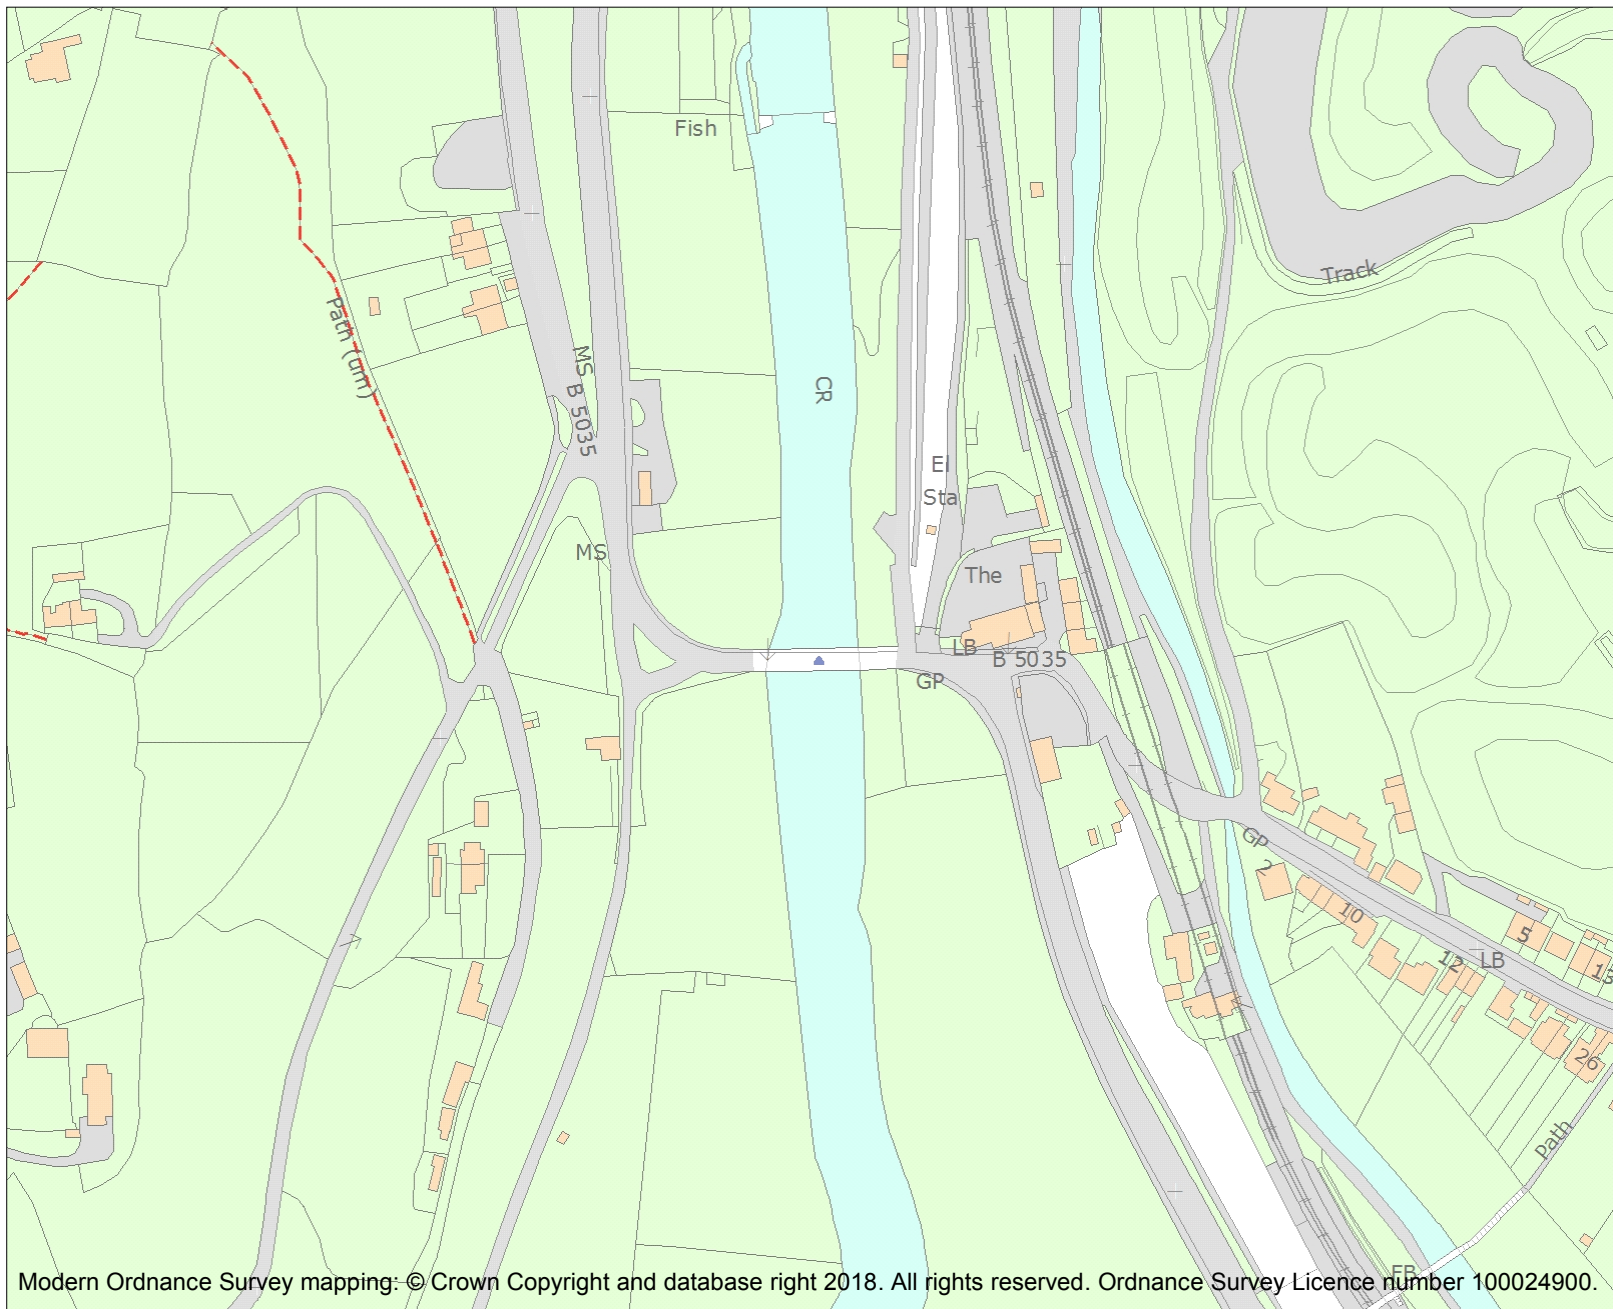 Fish
Track
Path (um)
MS
B 5035
CR
El
Sta
MS
The
LB
B 5035
GP
GP
2
10
5
12
LB
13
26
Path
FB
Modern Ordnance Survey mapping: © Crown Copyright and database right 2018. All rights reserved. Ordnance Survey Licence number 100024900.